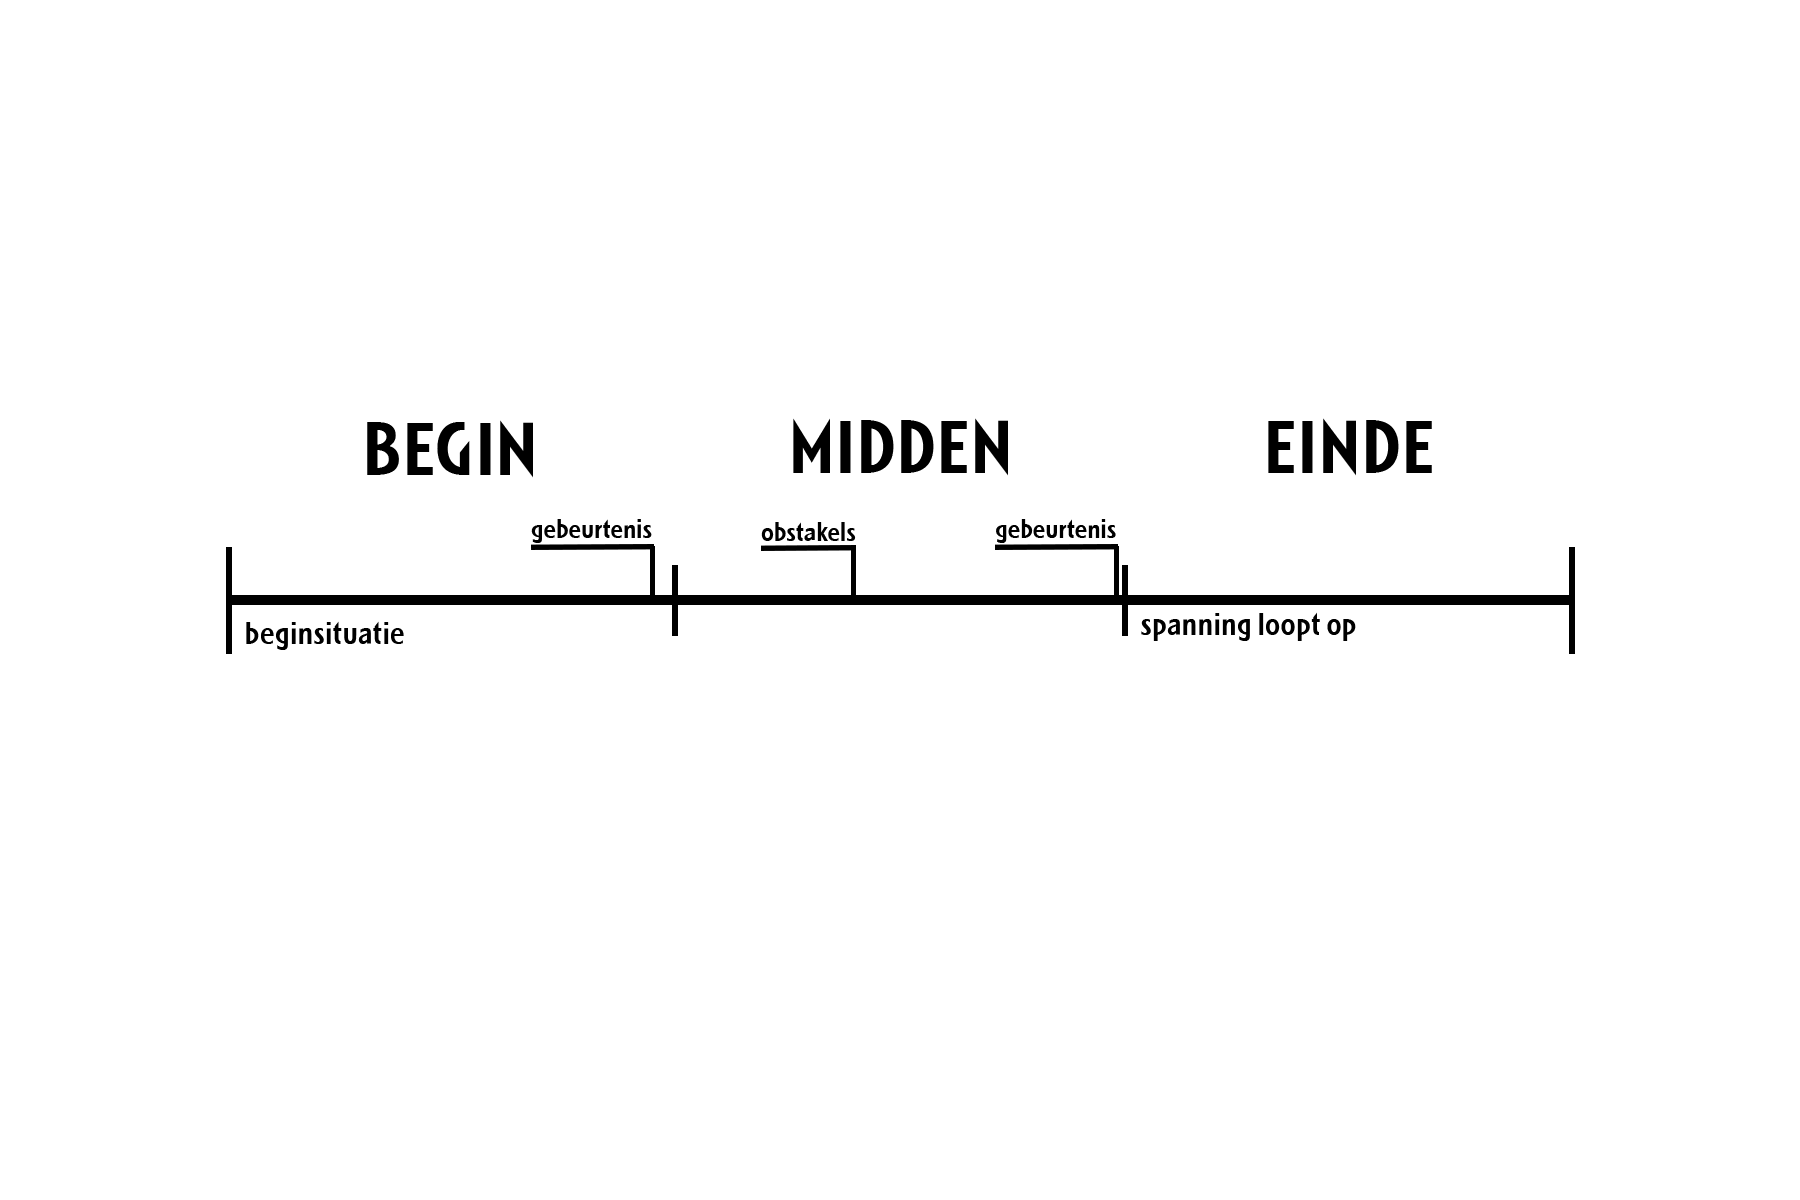 BEGIN
MIDDEN
EINDE
gebeurtenis
obstakels
gebeurtenis
beginsituatie
spanning loopt op